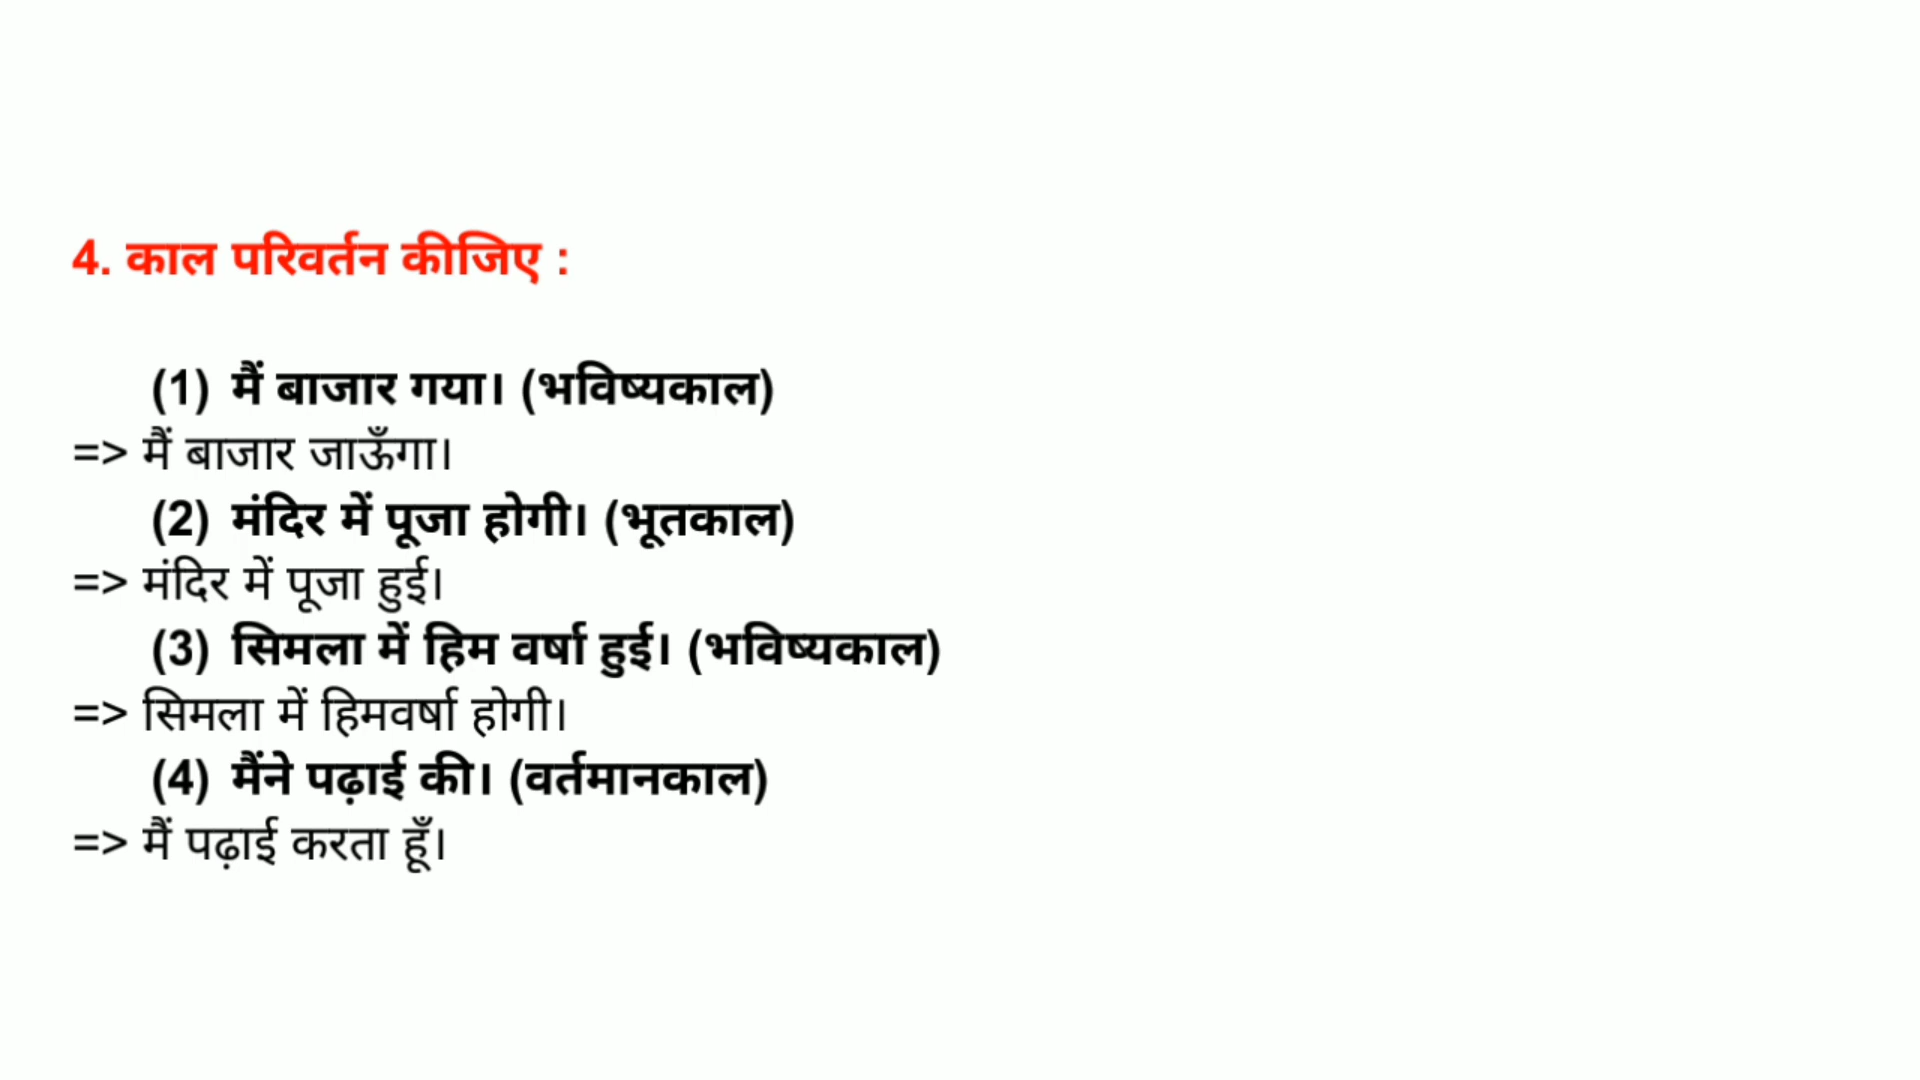 4. काल परिवर्तन कीजिए :
(1) मैं बाजार गया। (भविष्यकाल)
=> मैं बाजार जाऊँगा।
(2) मंदिर में पूजा होगी। (भूतकाल)
=> मंदिर में पूजा हुई।
(3) सिमला में हिम वर्षा हुई। (भविष्यकाल)
=> सिमला में हिमवर्षा होगी।
(4) मैंने पढ़ाई की। (वर्तमानकाल)
=> मैं पढ़ाई करता हूँ।